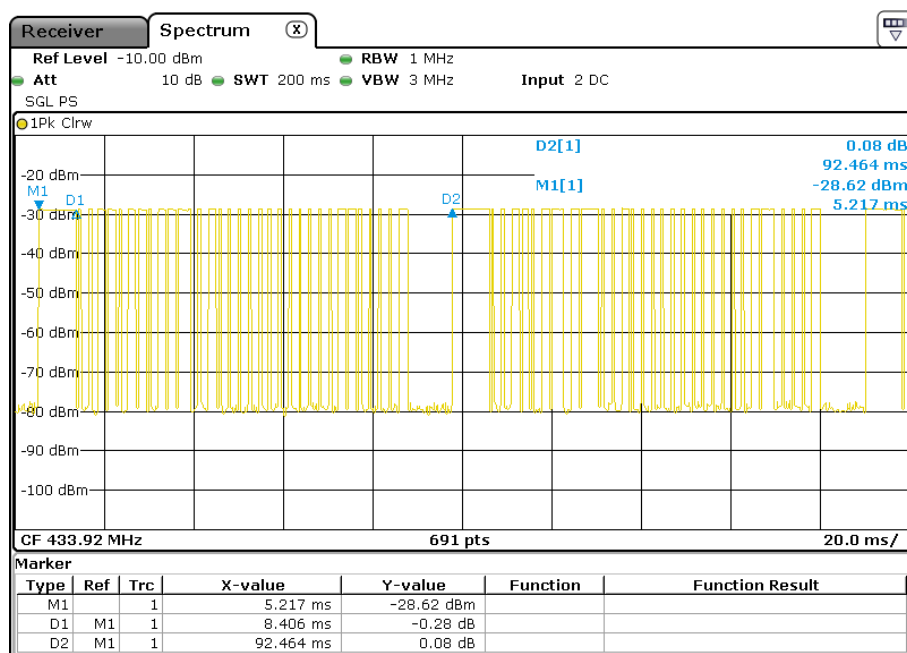 Receiver Spectrum X
Ref Level -10.00 dBm RBW 1 MHz
Att 10 dB SWT 200 ms VBW 3 MHz Input 2 DC
SGL PS
1Pk Clrw
D2[1] 0.08 dB
92.464 ms
-20 dBm
M1[1] -28.62 dBm
M1
D1
D2
5.217 ms
-30 dBm
-40 dBm
-50 dBm
-60 dBm
-70 dBm
-80 dBm
-90 dBm
-100 dBm
CF 433.92 MHz 691 pts 20.0 ms/
Marker
Type Ref Trc X-value Y-value Function Function Result
M1 1 5.217 ms -28.62 dBm
D1 M1 1 8.406 ms -0.28 dB
D2 M1 1 92.464 ms 0.08 dB